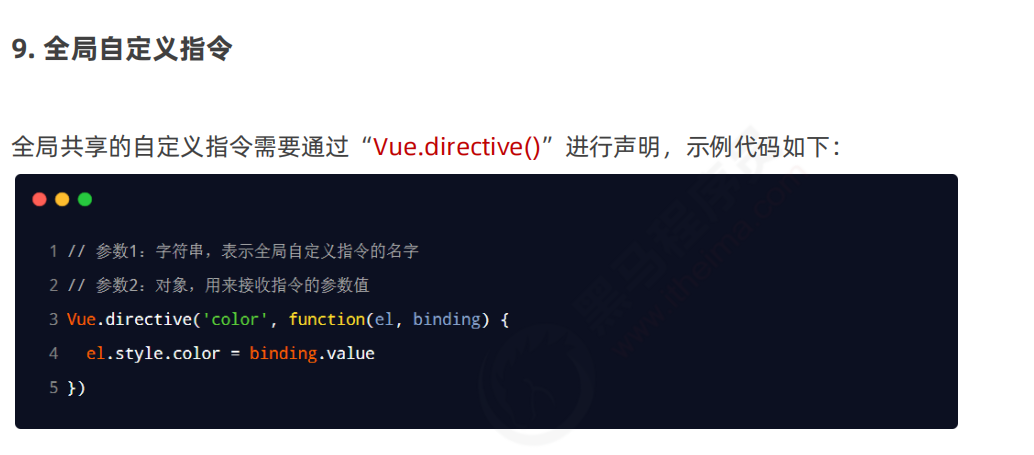 9. 全局自定义指令
全局共享的自定义指令需要通过“Vue.directive()”进行声明，示例代码如下：
1 // 参数1：字符串，表示全局自定义指令的名字
2 // 参数2：对象，用来接收指令的参数值
3 Vue.directive('color', function(el, binding) {
4   el.style.color = binding.value
5 })